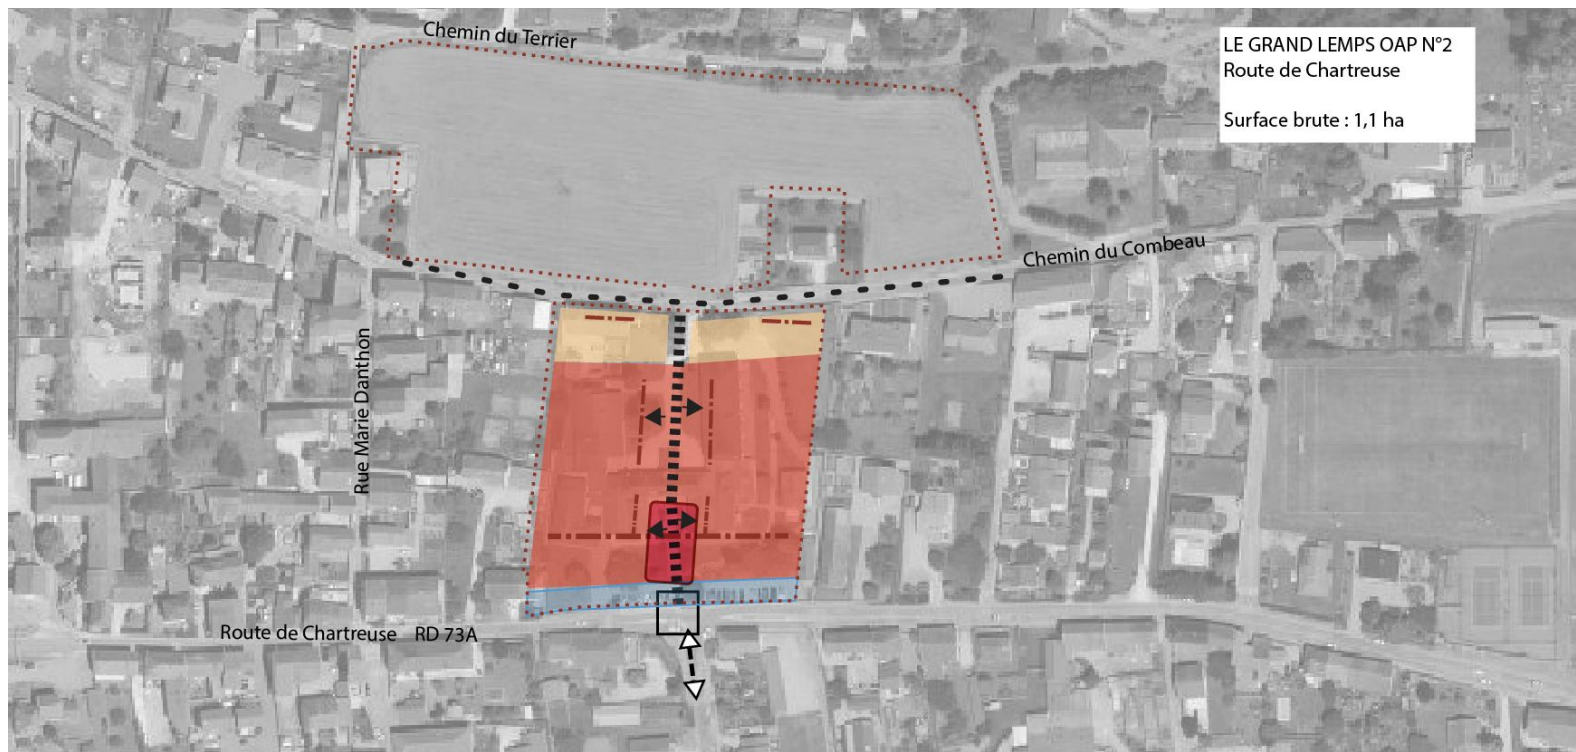 Chemin du Terrier
LE GRAND LEMPS OAP N°2
Route de Chartreuse
Surface brute : 1,1 ha
Chemin du Combeau
Rue Marie Danthon
Route de Chartreuse RD 73A